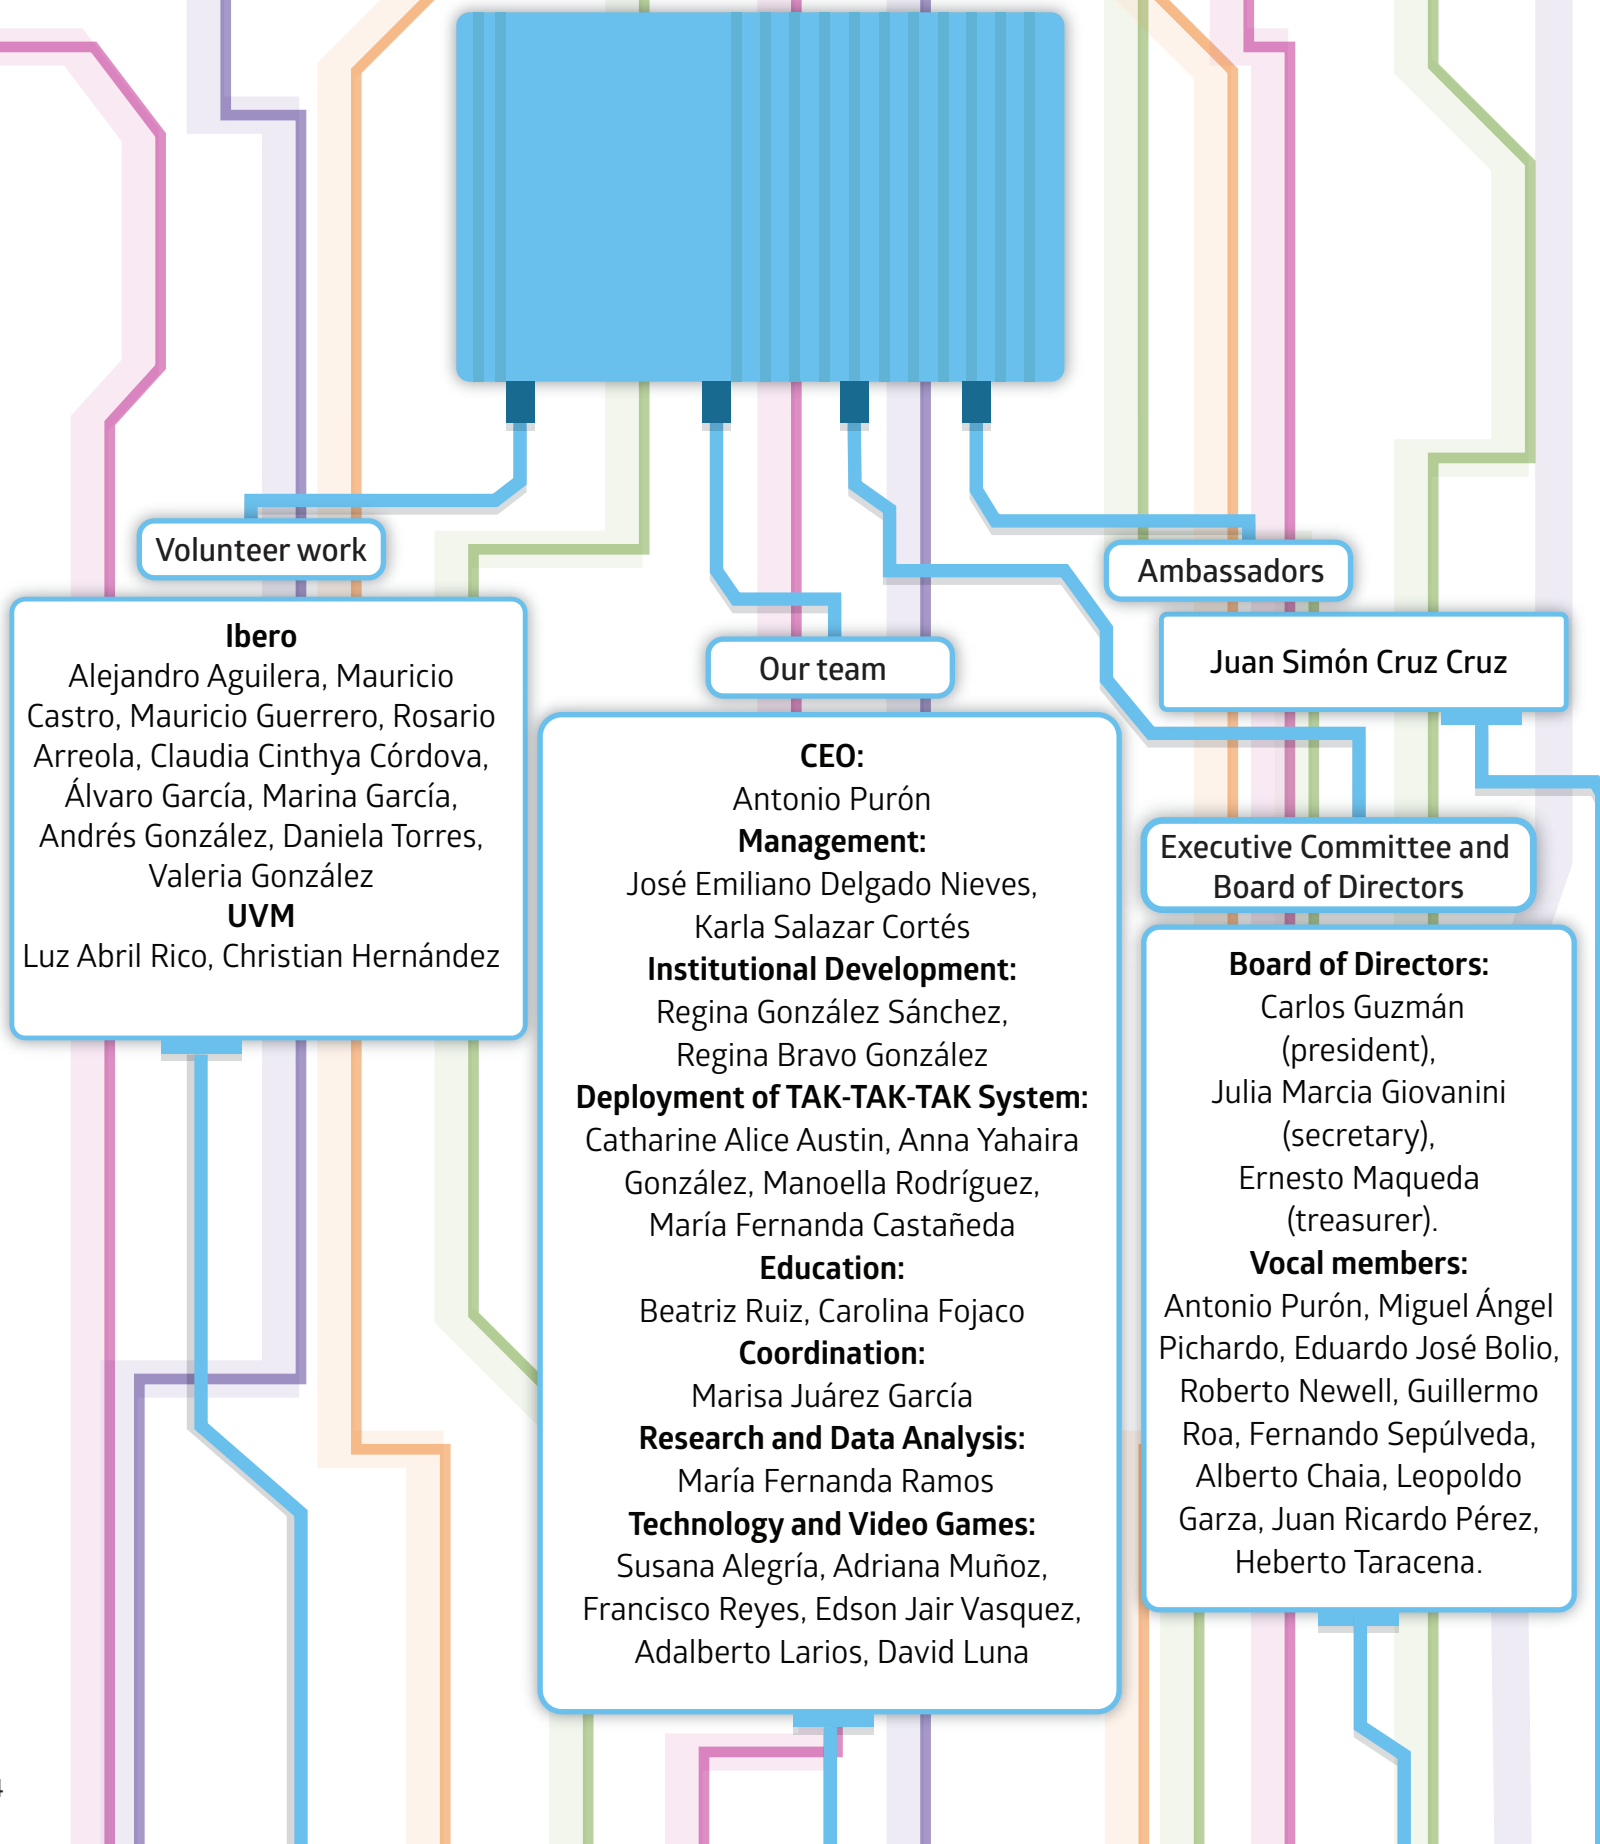 Volunteer work
Ibero
Alejandro Aguilera, Mauricio
Castro, Mauricio Guerrero, Rosario
Arreola, Claudia Cinthya Córdova,
Álvaro García, Marina García,
Andrés González, Daniela Torres,
Valeria González
UVM
Luz Abril Rico, Christian Hernández
Our team
CEO:
Antonio Purón
Management:
José Emiliano Delgado Nieves,
Karla Salazar Cortés
Institutional Development:
Regina González Sánchez,
Regina Bravo González
Deployment of TAK-TAK-TAK System:
Catharine Alice Austin, Anna Yahaira
González, Manoella Rodríguez,
María Fernanda Castañeda
Education:
Beatriz Ruiz, Carolina Fojaco
Coordination:
Marisa Juárez García
Research and Data Analysis:
María Fernanda Ramos
Technology and Video Games:
Susana Alegría, Adriana Muñoz,
Francisco Reyes, Edson Jair Vasquez,
Adalberto Larios, David Luna
Ambassadors
Juan Simón Cruz Cruz
Executive Committee and
Board of Directors
Board of Directors:
Carlos Guzmán
(president),
Julia Marcia Giovanini
(secretary),
Ernesto Maqueda
(treasurer).
Vocal members:
Antonio Purón, Miguel Ángel
Pichardo, Eduardo José Bolio,
Roberto Newell, Guillermo
Roa, Fernando Sepúlveda,
Alberto Chaia, Leopoldo
Garza, Juan Ricardo Pérez,
Heberto Taracena.